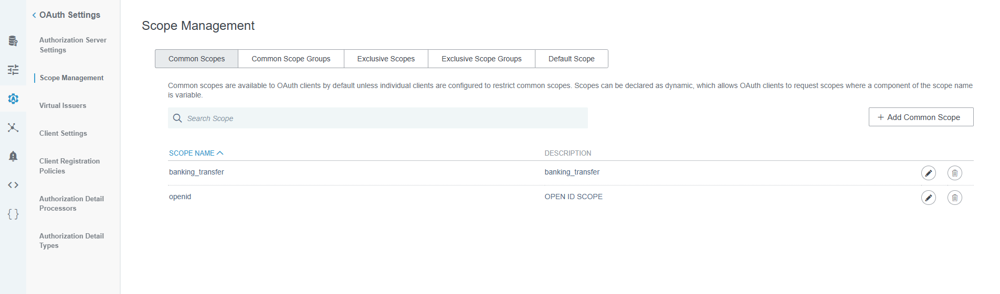 OAuth Settings
Authorization Server
Settings
Scope Management
Virtual Issuers
Client Settings
Client Registration
Policies
Authorization Detail
Processors
Authorization Detail
Types
Scope Management
Common Scopes Common Scope Groups Exclusive Scopes Exclusive Scope Groups Default Scope
Common scopes are available to OAuth clients by default unless individual clients are configured to restrict common scopes. Scopes can be declared as dynamic, which allows OAuth clients to request scopes where a component of the scope name
is variable.
Search Scope
+ Add Common Scope
SCOPE NAME DESCRIPTION
banking_transfer banking_transfer
openid OPEN ID SCOPE